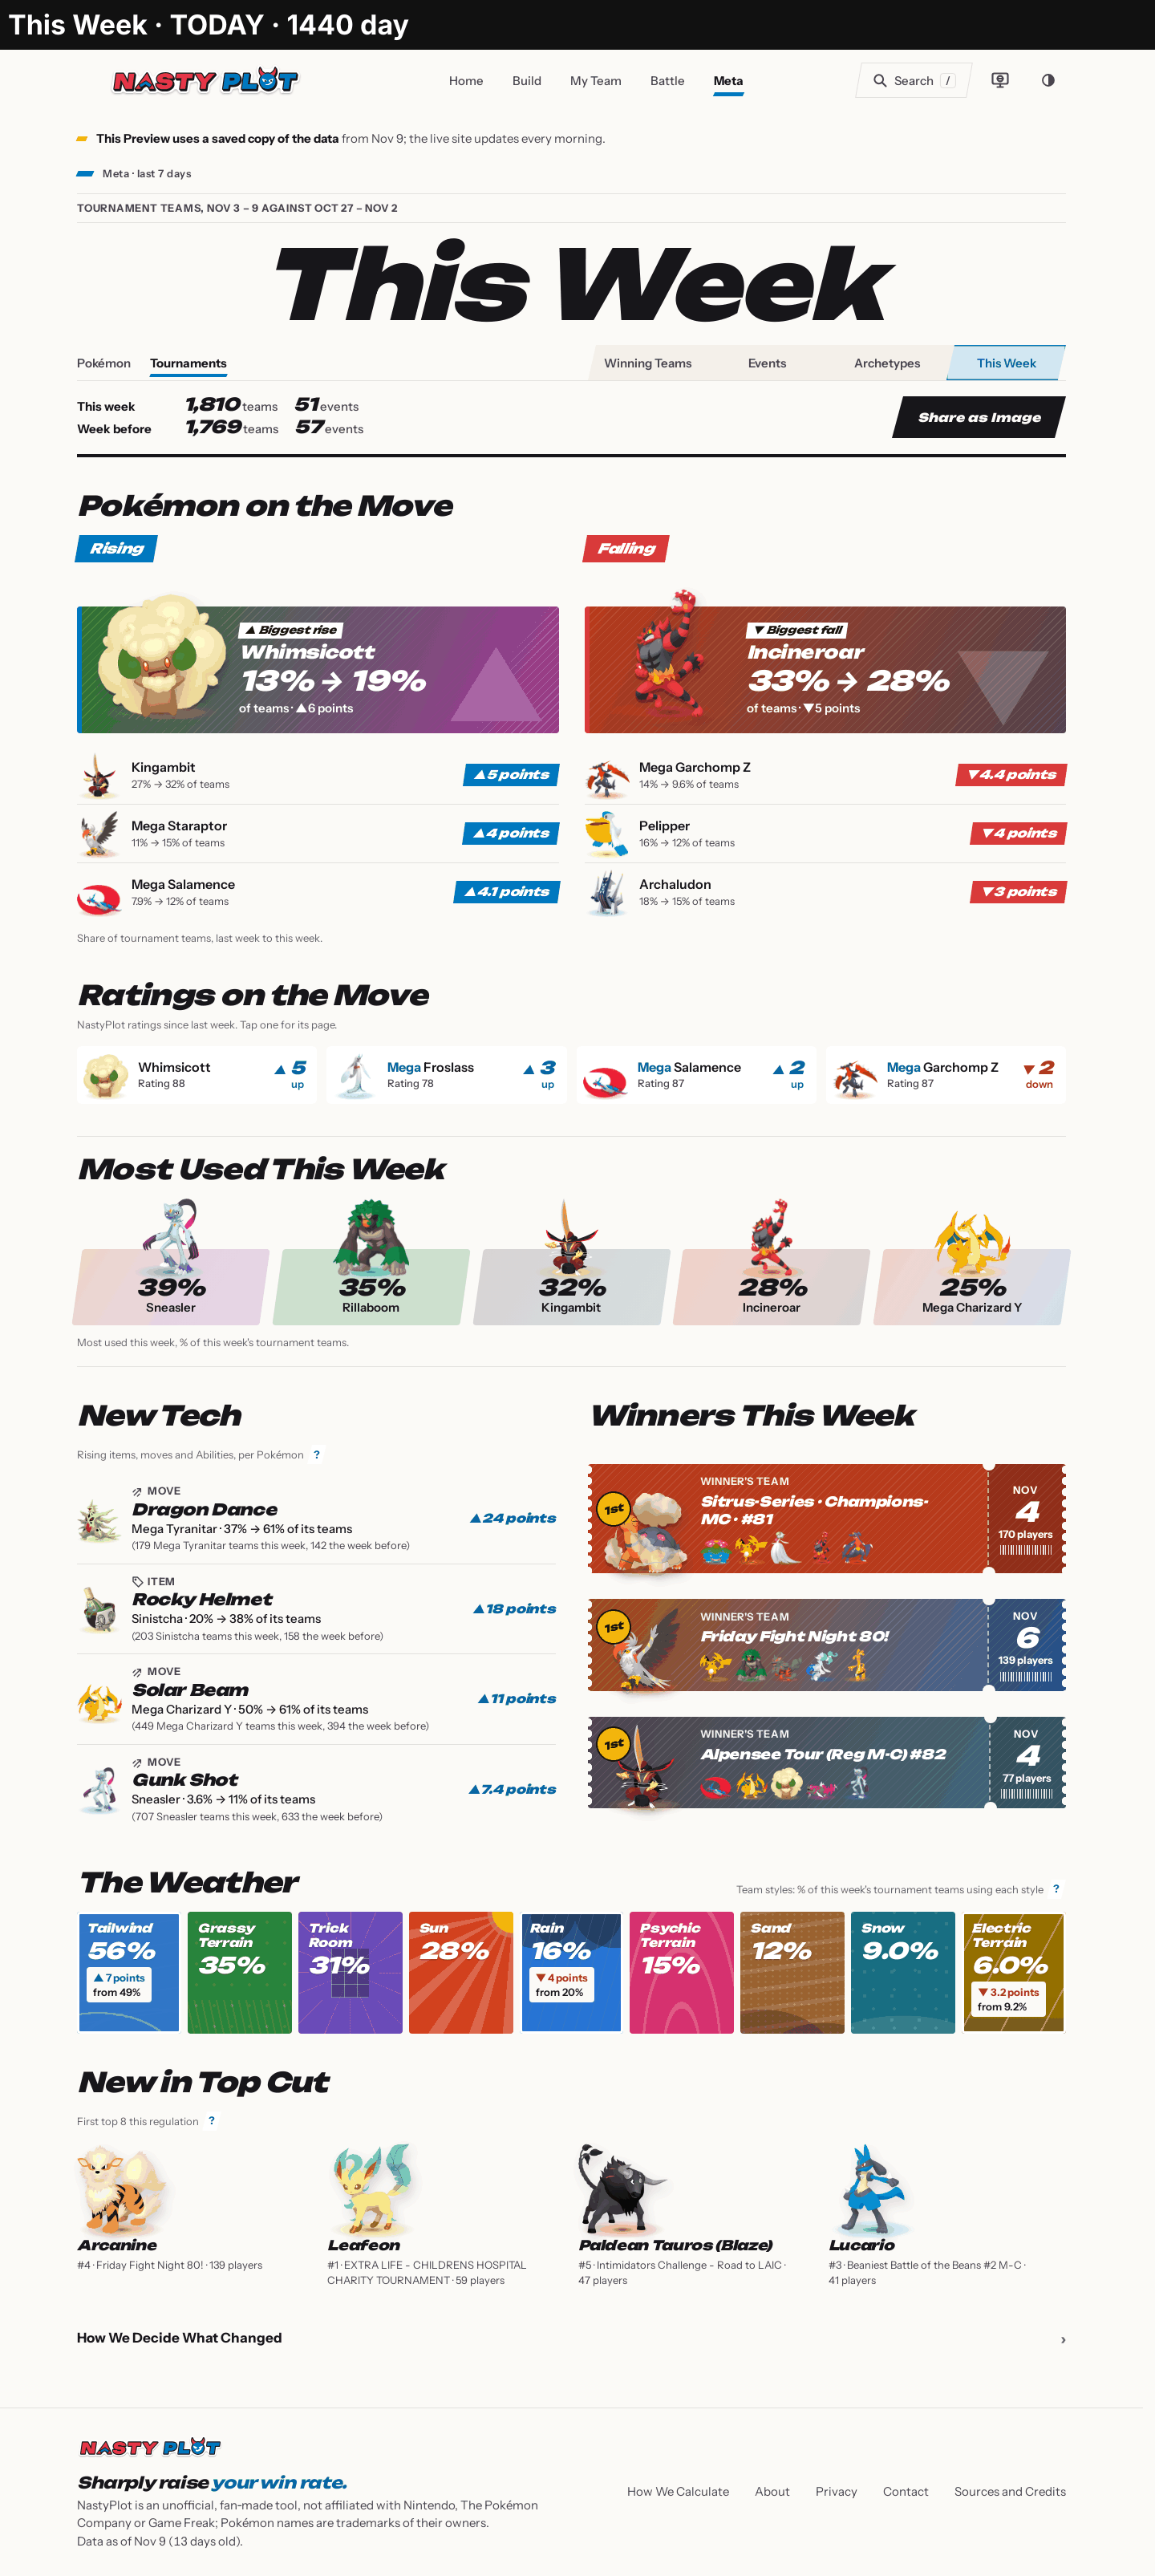 This Week · TODAY · 1440 day
NASTY PLOT
Home
Build
My Team
Battle
Meta
Search /
This Preview uses a saved copy of the data from Nov 9; the live site updates every morning.
Meta · last 7 days
TOURNAMENT TEAMS, NOV 3 – 9 AGAINST OCT 27 – NOV 2
This Week
Pokémon
Tournaments
Winning Teams
Events
Archetypes
This Week
This week 1,810 teams 51 events
Week before 1,769 teams 57 events
Share as Image
Pokémon on the Move
Rising
▲ Biggest rise
Whimsicott
13% → 19%
of teams · ▲6 points
Kingambit
27% → 32% of teams
▲5 points
Mega Staraptor
11% → 15% of teams
▲4 points
Mega Salamence
7.9% → 12% of teams
▲4.1 points
Falling
▼ Biggest fall
Incineroar
33% → 28%
of teams · ▼5 points
Mega Garchomp Z
14% → 9.6% of teams
▼4.4 points
Pelipper
16% → 12% of teams
▼4 points
Archaludon
18% → 15% of teams
▼3 points
Share of tournament teams, last week to this week.
Ratings on the Move
NastyPlot ratings since last week. Tap one for its page.
Whimsicott
Rating 88
▲ 5
up
Mega Froslass
Rating 78
▲ 3
up
Mega Salamence
Rating 87
▲ 2
up
Mega Garchomp Z
Rating 87
▼ 2
down
Most Used This Week
39%
Sneasler
35%
Rillaboom
32%
Kingambit
28%
Incineroar
25%
Mega Charizard Y
Most used this week, % of this week's tournament teams.
New Tech
Rising items, moves and Abilities, per Pokémon ?
MOVE
Dragon Dance
Mega Tyranitar · 37% → 61% of its teams
(179 Mega Tyranitar teams this week, 142 the week before)
▲24 points
ITEM
Rocky Helmet
Sinistcha · 20% → 38% of its teams
(203 Sinistcha teams this week, 158 the week before)
▲18 points
MOVE
Solar Beam
Mega Charizard Y · 50% → 61% of its teams
(449 Mega Charizard Y teams this week, 394 the week before)
▲11 points
MOVE
Gunk Shot
Sneasler · 3.6% → 11% of its teams
(707 Sneasler teams this week, 633 the week before)
▲7.4 points
Winners This Week
1st
WINNER'S TEAM
Sitrus-Series · Champions-
MC · #81
NOV
4
170 players
1st
WINNER'S TEAM
Friday Fight Night 80!
NOV
6
139 players
1st
WINNER'S TEAM
Alpensee Tour (Reg M-C) #82
NOV
4
77 players
The Weather
Team styles: % of this week's tournament teams using each style ?
Tailwind
56%
▲ 7 points
from 49%
Grassy
Terrain
35%
Trick
Room
31%
Sun
28%
Rain
16%
▼ 4 points
from 20%
Psychic
Terrain
15%
Sand
12%
Snow
9.0%
Electric
Terrain
6.0%
▼ 3.2 points
from 9.2%
New in Top Cut
First top 8 this regulation ?
Arcanine
#4 · Friday Fight Night 80! · 139 players
Leafeon
#1 · EXTRA LIFE - CHILDRENS HOSPITAL
CHARITY TOURNAMENT · 59 players
Paldean Tauros (Blaze)
#5 · Intimidators Challenge - Road to LAIC ·
47 players
Lucario
#3 · Beaniest Battle of the Beans #2 M-C ·
41 players
How We Decide What Changed ›
NASTY PLOT
Sharply raise your win rate.
NastyPlot is an unofficial, fan-made tool, not affiliated with Nintendo, The Pokémon
Company or Game Freak; Pokémon names are trademarks of their owners.
Data as of Nov 9 (13 days old).
How We Calculate
About
Privacy
Contact
Sources and Credits